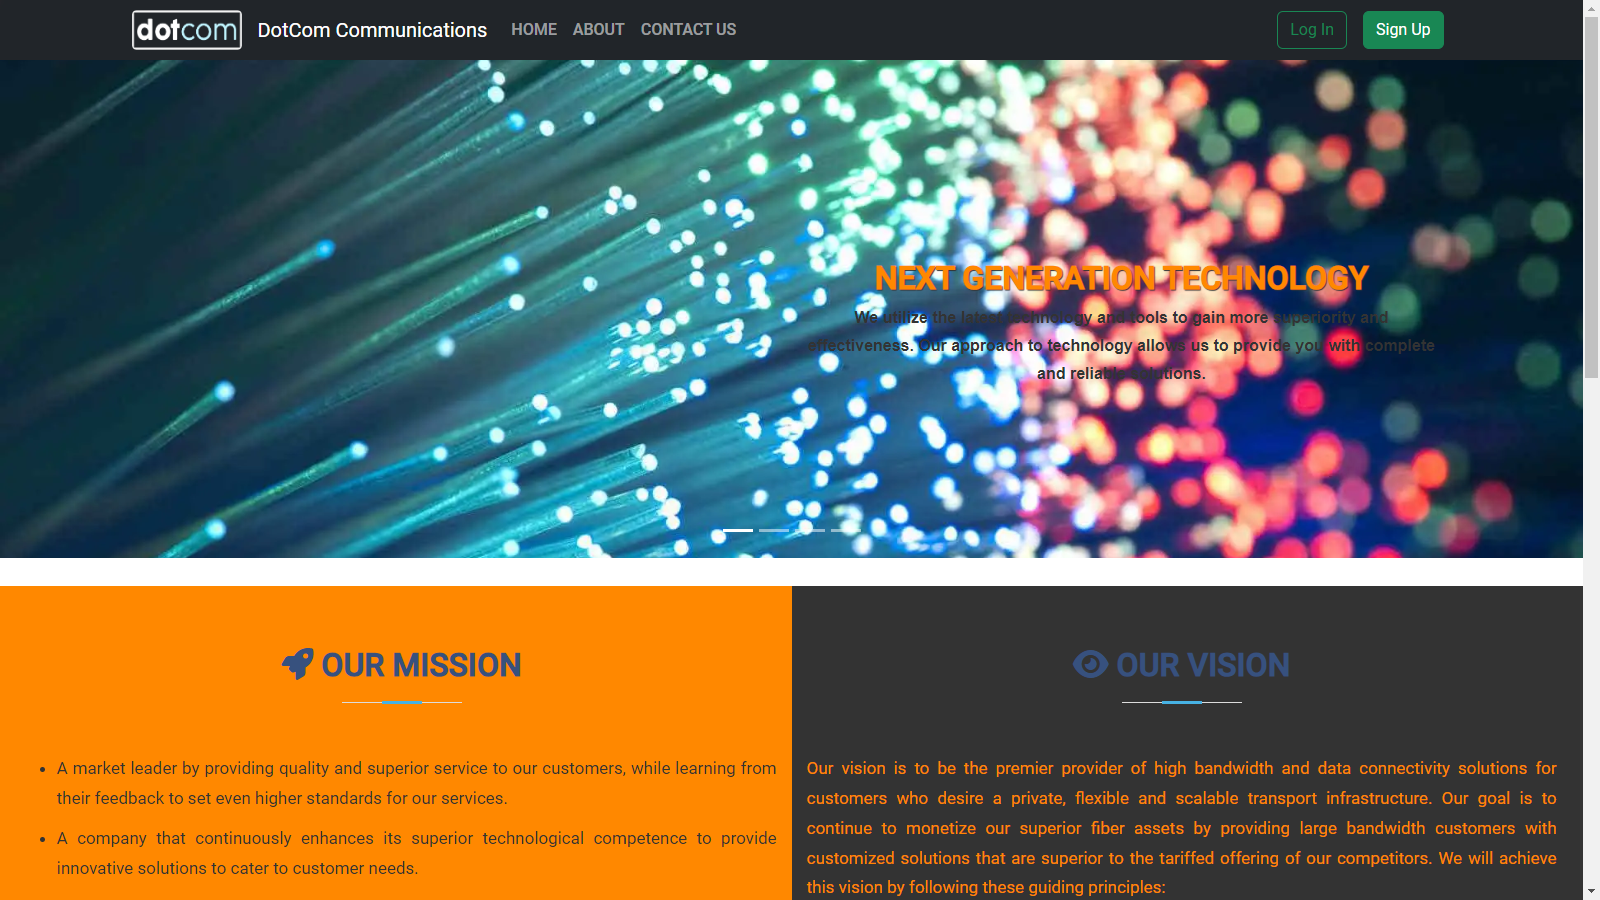 dotcom DotCom Communications HOME ABOUT CONTACT US Log In Sign Up
NEXT GENERATION TECHNOLOGY
We utilize the latest technology and tools to gain more superiority and
effectiveness. Our approach to technology allows us to provide you with complete
and reliable solutions.
OUR MISSION
A market leader by providing quality and superior service to our customers, while learning from
their feedback to set even higher standards for our services.
A company that continuously enhances its superior technological competence to provide
innovative solutions to cater to customer needs.
OUR VISION
Our vision is to be the premier provider of high bandwidth and data connectivity solutions for
customers who desire a private, flexible and scalable transport infrastructure. Our goal is to
continue to monetize our superior fiber assets by providing large bandwidth customers with
customized solutions that are superior to the tariffed offering of our competitors. We will achieve
this vision by following these guiding principles: